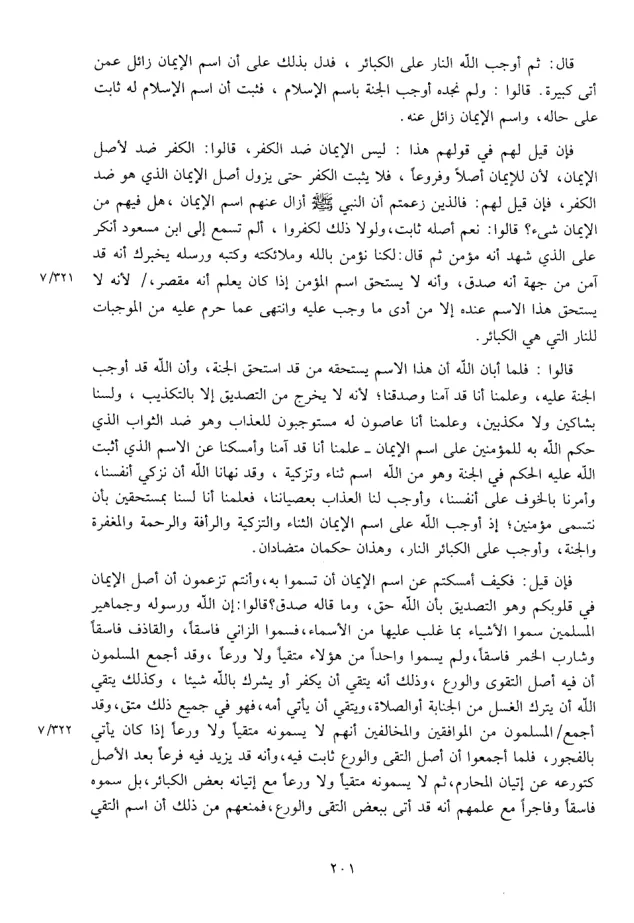 قال: ثم أوجب الله النار على الكبائر ، فدل بذلك على أن اسم الإيمان زائل عمن
أتى كبيرة. قالوا : ولم نجده أوجب الجنة باسم الإسلام ، فثبت أن اسم الإسلام له ثابت
على حاله، واسم الإيمان زائل عنه.
فإن قيل لهم في قولهم هذا : ليس الإيمان ضد الكفر، قالوا: الكفر ضد لأصل
الإيمان، لأن للإيمان أصلاً وفروعاً ، فلا يثبت الكفر حتى يزول أصل الإيمان الذي هو ضد
الكفر، فإن قيل لهم: فالذين زعمتم أن النبي ﷺ أزال عنهم اسم الإيمان ،هل فيهم من
الإيمان شىء؟ قالوا: نعم أصله ثابت،ولولا ذلك لكفروا ، ألم تسمع إلى ابن مسعود أنكر
على الذي شهد أنه مؤمن ثم قال:لكنا نؤمن بالله وملائكته وكتبه ورسله يخبرك أنه قد
آمن من جهة أنه صدق، وأنه لا يستحق اسم المؤمن إذا كان يعلم أنه مقصر،/ لأنه لا ٧/٣٢١
يستحق هذا الاسم عنده إلا من أدى ما وجب عليه وانتهى عما حرم عليه من الموجبات
للنار التي هي الكبائر.
قالوا : فلما أبان الله أن هذا الاسم يستحقه من قد استحق الجنة، وأن الله قد أوجب
الجنة عليه، وعلمنا أنا قد آمنا وصدقنا؛ لأنه لا يخرج من التصديق إلا بالتكذيب ، ولسنا
بشاكين ولا مكذبين، وعلمنا أنا عاصون له مستوجبون للعذاب وهو ضد الثواب الذي
حكم الله به للمؤمنين على اسم الإيمان ـ علمنا أنا قد آمنا وأمسكنا عن الاسم الذي أثبت
الله عليه الحكم في الجنة وهو من الله اسم ثناء وتزكية ، وقد نهانا الله أن نزكي أنفسنا،
وأمرنا بالخوف على أنفسنا، وأوجب لنا العذاب بعصياننا، فعلمنا أنا لسنا بمستحقين بأن
نتسمى مؤمنين؛ إذ أوجب الله على اسم الإيمان الثناء والتزكية والرأفة والرحمة والمغفرة
والجنة، وأوجب على الكبائر النار، وهذان حكمان متضادان.
فإن قيل: فكيف أمسكتم عن اسم الإيمان أن تسموا به،وأنتم تزعمون أن أصل الإيمان
في قلوبكم وهو التصديق بأن الله حق، وما قاله صدق؟قالوا:إن الله ورسوله وجماهير
المسلمين سموا الأشياء بما غلب عليها من الأسماء،فسموا الزاني فاسقاً، والقاذف فاسقاً
وشارب الخمر فاسقاً،ولم يسموا واحداً من هؤلاء متقياً ولا ورعاً ،وقد أجمع المسلمون
أن فيه أصل التقوى والورع ،وذلك أنه يتقي أن يكفر أو يشرك بالله شيئا ، وكذلك يتقي
الله أن يترك الغسل من الجنابة أوالصلاة،ويتقي أن يأتي أمه،فهو في جميع ذلك متق،وقد
أجمع/المسلمون من الموافقين والمخالفين أنهم لا يسمونه متقياً ولا ورعاً إذا كان يأتي ٧/٣٢٢
بالفجور، فلما أجمعوا أن أصل التقى والورع ثابت فيه،وأنه قد يزيد فيه فرعاً بعد الأصل
كتورعه عن إتيان المحارم،ثم لا يسمونه متقياً ولا ورعاً مع إتيانه بعض الكبائر،بل سموه
فاسقاً وفاجراً مع علمهم أنه قد أتى ببعض التقى والورع،فمنعهم من ذلك أن اسم التقي
٢٠١